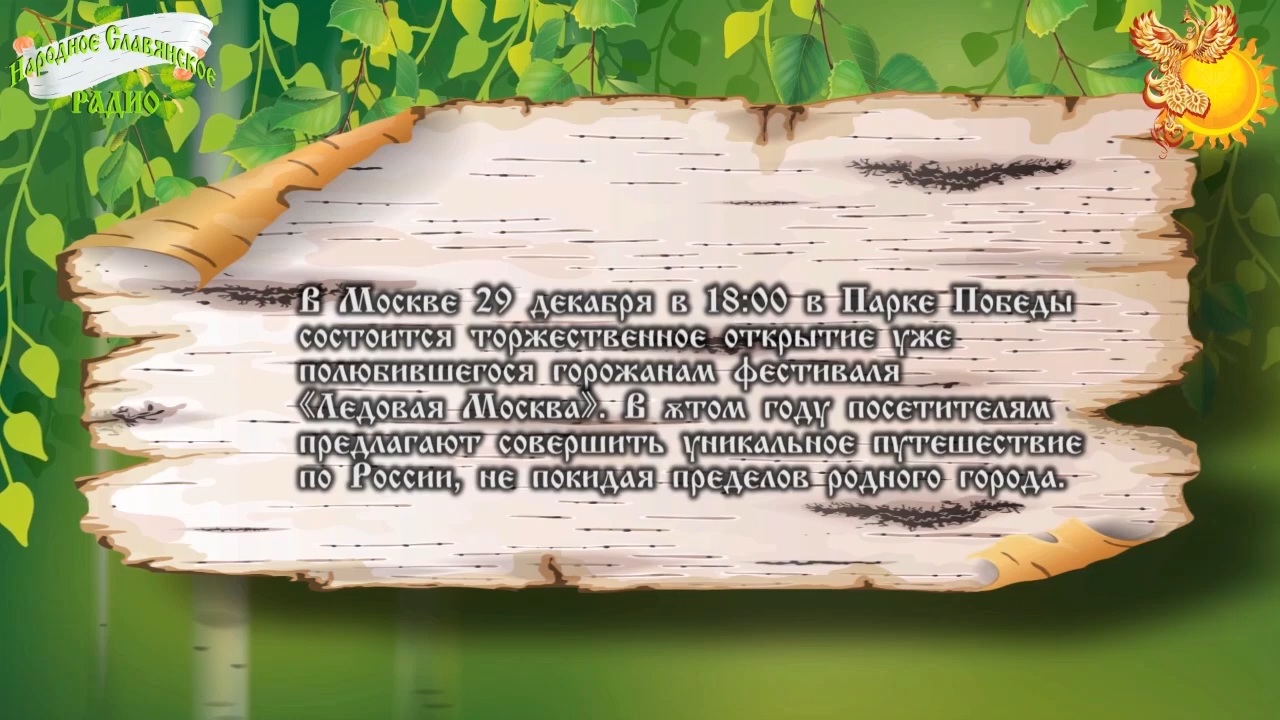 Народное Славянское
РАДИО
В Москве 29 декабря в 18:00 в Парке Победы
состоится торжественное открытие уже
полюбившегося горожанам фестиваля
«Ледовая Москва». В ѫтом году посетителям
предлагают совершить уникальное путешествие
по России, не покидая пределов родного города.